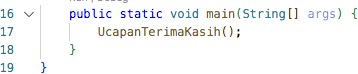 16 public static void main(String[] args) {
17 UcapanTerimaKasih();
18 }
19 }